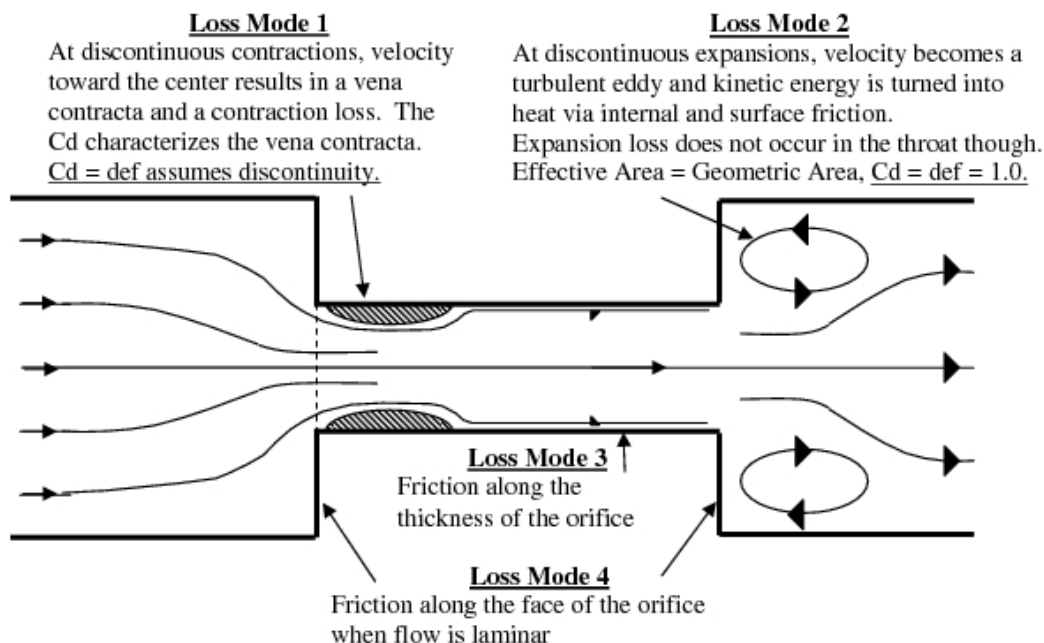 Loss Mode 1
At discontinuous contractions, velocity
toward the center results in a vena
contracta and a contraction loss.  The
Cd characterizes the vena contracta.
Cd = def assumes discontinuity.
Loss Mode 2
At discontinuous expansions, velocity becomes a
turbulent eddy and kinetic energy is turned into
heat via internal and surface friction.
Expansion loss does not occur in the throat though.
Effective Area = Geometric Area, Cd = def = 1.0.
Loss Mode 3
Friction along the
thickness of the orifice
Loss Mode 4
Friction along the face of the orifice
when flow is laminar